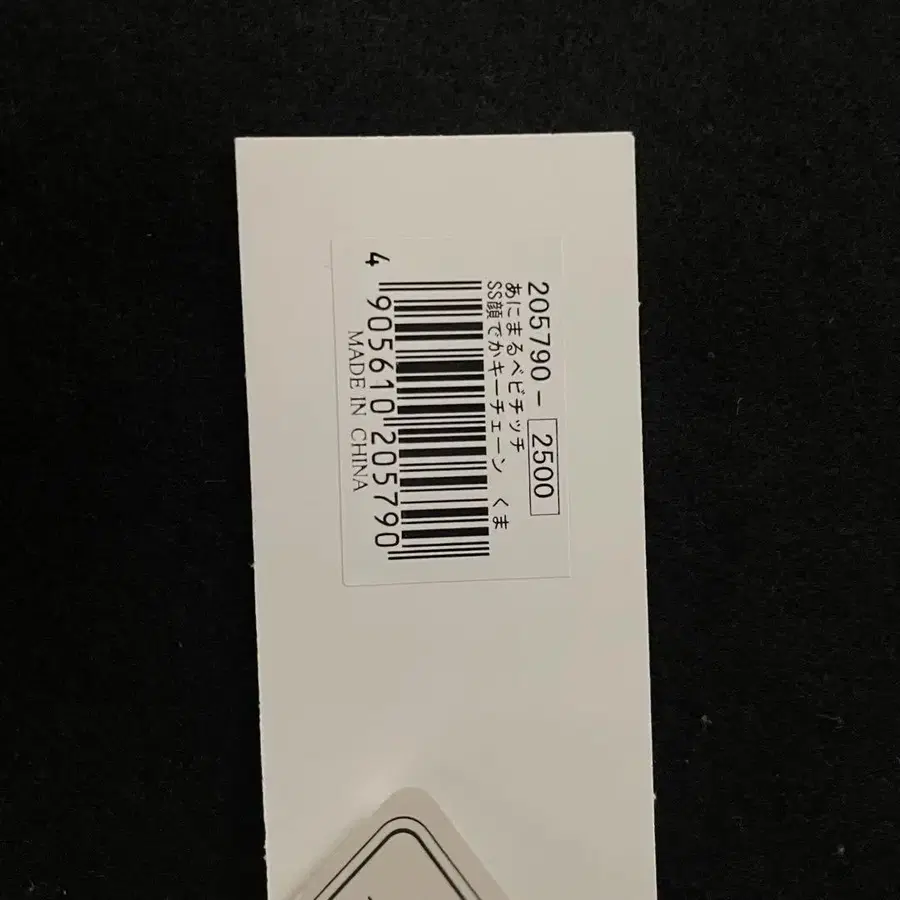 205790- 2500
あにまるベビチッチ
SS顔でかキーチェーン くま
4 905610 205790
MADE IN CHINA